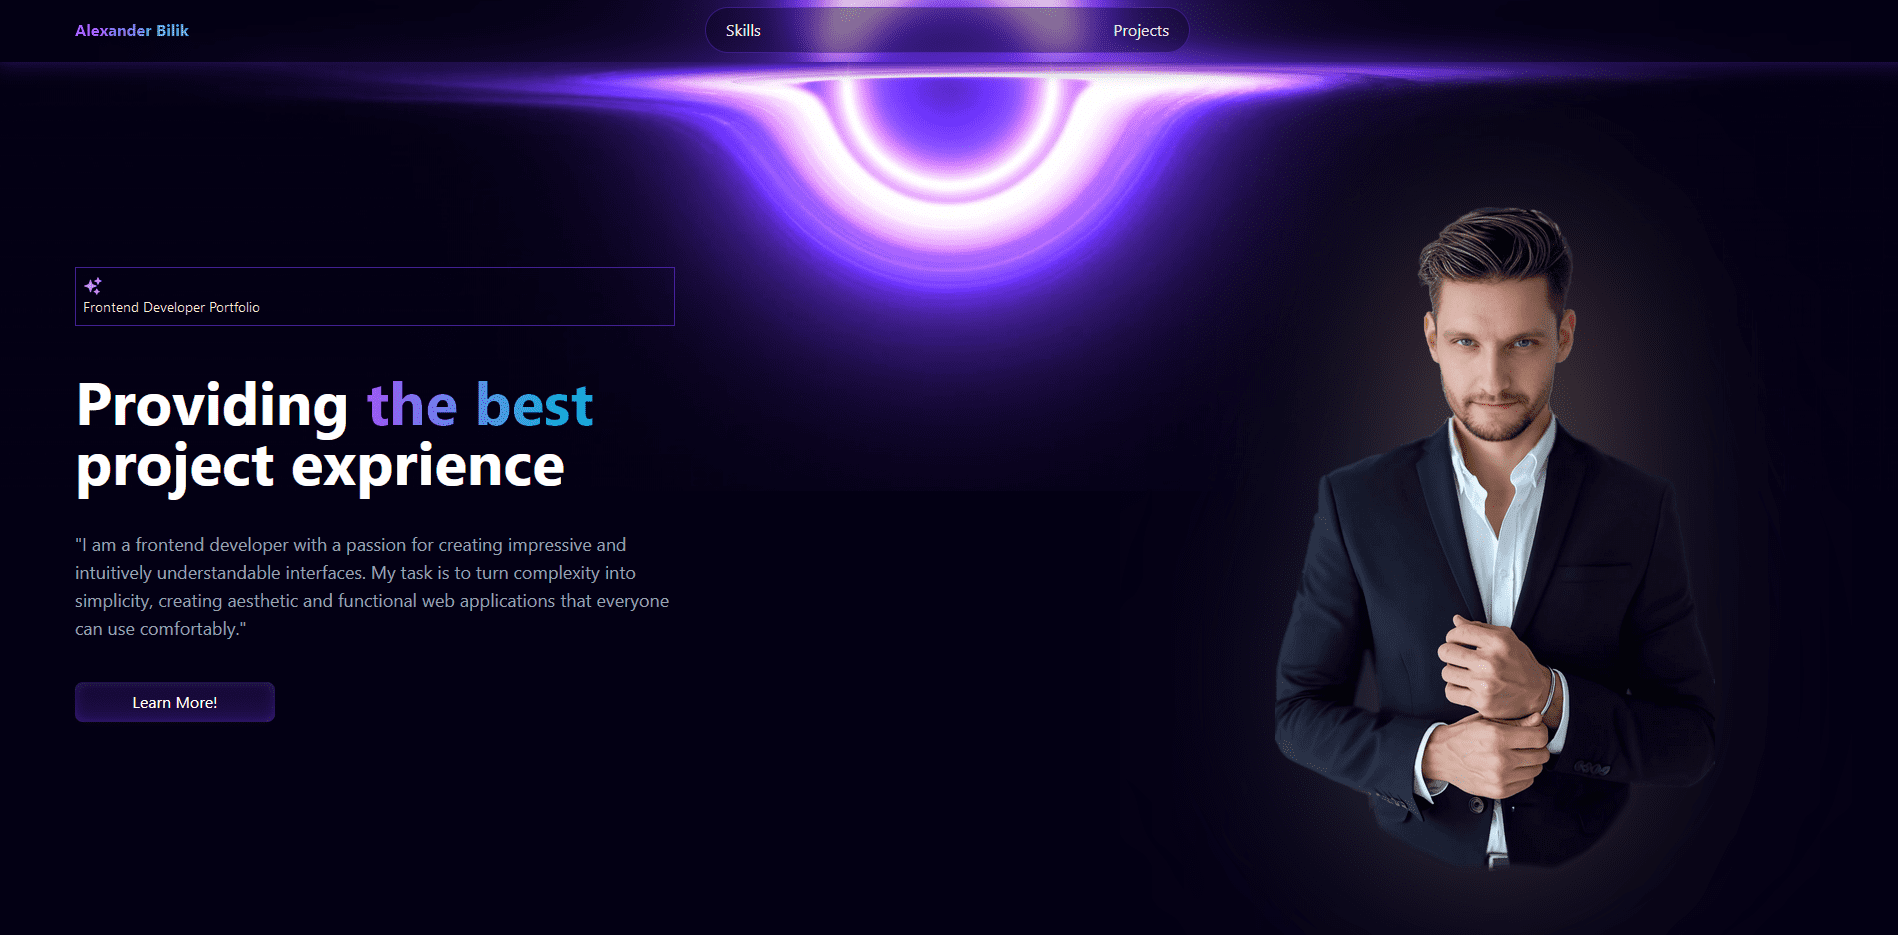 Alexander Bilik
Skills
Projects
Frontend Developer Portfolio
Providing the best
project exprience
"I am a frontend developer with a passion for creating impressive and
intuitively understandable interfaces. My task is to turn complexity into
simplicity, creating aesthetic and functional web applications that everyone
can use comfortably."
Learn More!